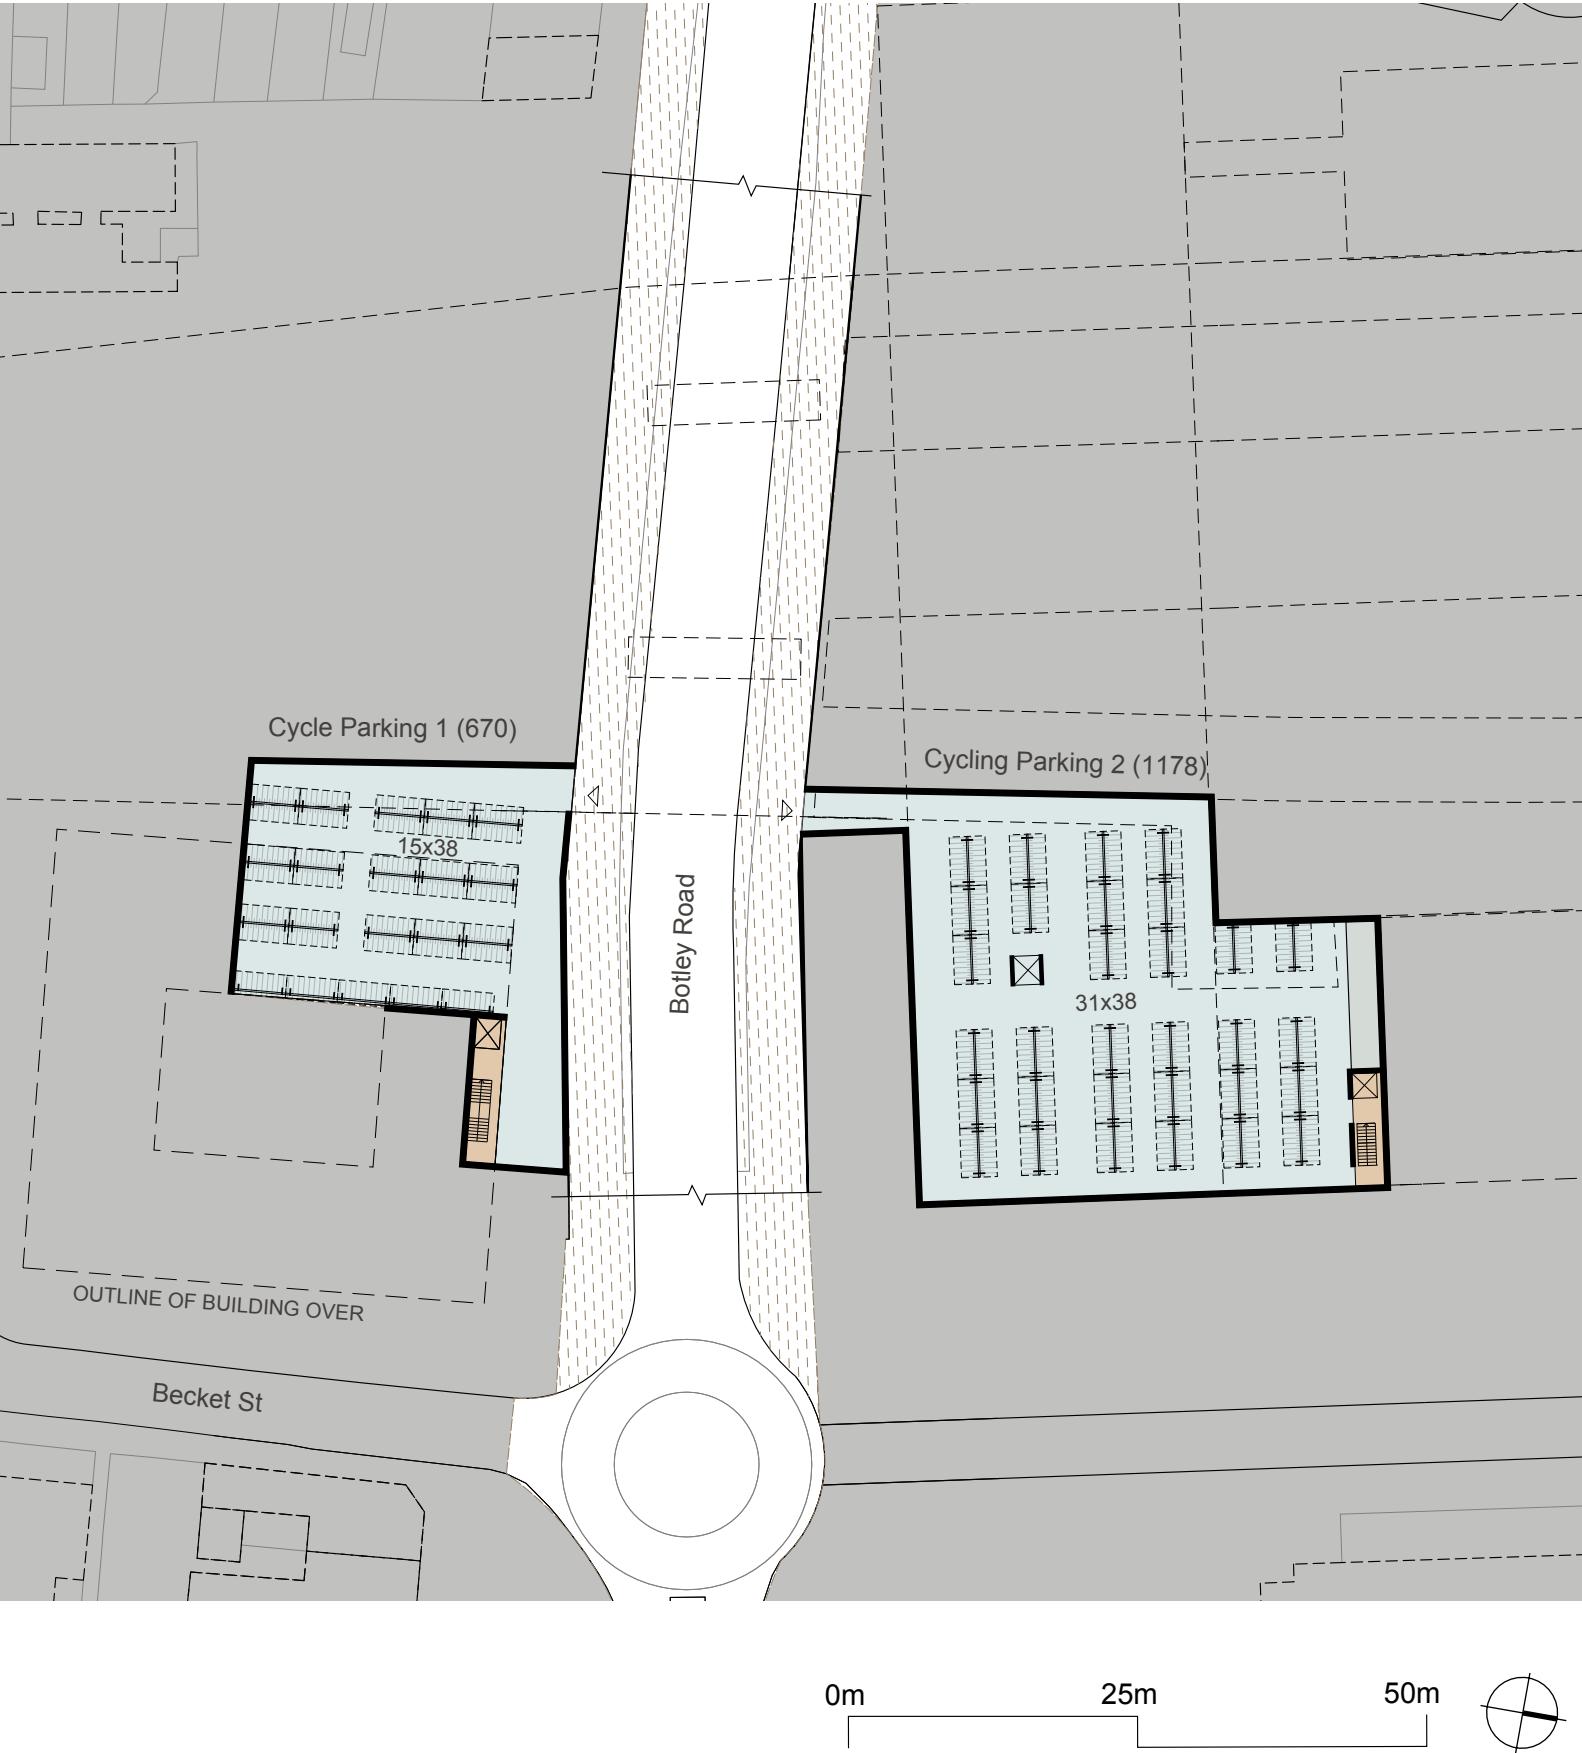 Cycle Parking 1 (670)
Cycling Parking 2 (1178)
15x38
Botley Road
31x38
OUTLINE OF BUILDING OVER
Becket St
0m
25m
50m